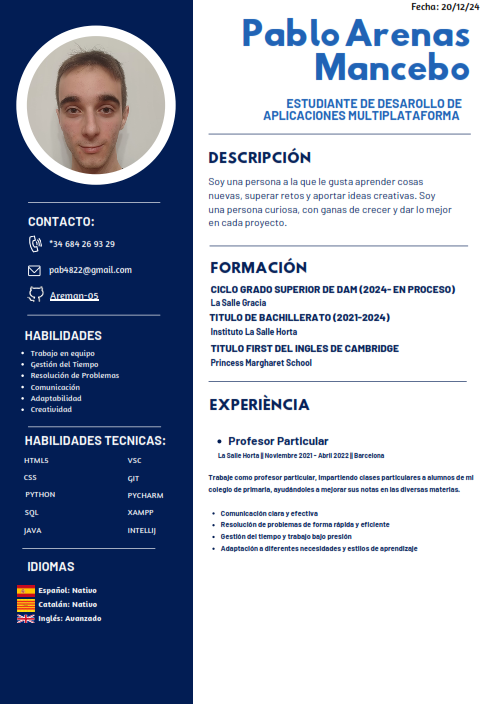 Fecha: 20/12/24
Pablo Arenas
Mancebo
ESTUDIANTE DE DESAROLLO DE
APLICACIONES MULTIPLATAFORMA
DESCRIPCIÓN
Soy una persona a la que le gusta aprender cosas
nuevas, superar retos y aportar ideas creativas. Soy
una persona curiosa, con ganas de crecer y dar lo mejor
en cada proyecto.
FORMACIÓN
CICLO GRADO SUPERIOR DE DAM (2024- EN PROCESO)
La Salle Gracia
TITULO DE BACHILLERATO (2021-2024)
Instituto La Salle Horta
TITULO FIRST DEL INGLES DE CAMBRIDGE
Princess Margharet School
EXPERIÈNCIA
• Profesor Particular
La Salle Horta || Noviembre 2021 - Abril 2022 || Barcelona
Trabaje como profesor particular, impartiendo clases particulares a alumnos de mi
colegio de primaria, ayudándoles a mejorar sus notas en las diversas materias.
• Comunicación clara y efectiva
• Resolución de problemas de forma rápida y eficiente
• Gestión del tiempo y trabajo bajo presión
• Adaptación a diferentes necesidades y estilos de aprendizaje
CONTACTO:
*34 684 26 93 29
pab4822@gmail.com
Areman-05
HABILIDADES
• Trabajo en equipo
• Gestión del Tiempo
• Resolución de Problemas
• Comunicación
• Adaptabilidad
• Creatividad
HABILIDADES TECNICAS:
HTML5 VSC
CSS GIT
PYTHON PYCHARM
SQL XAMPP
JAVA INTELLIJ
IDIOMAS
Español: Nativo
Catalán: Nativo
Inglés: Avanzado